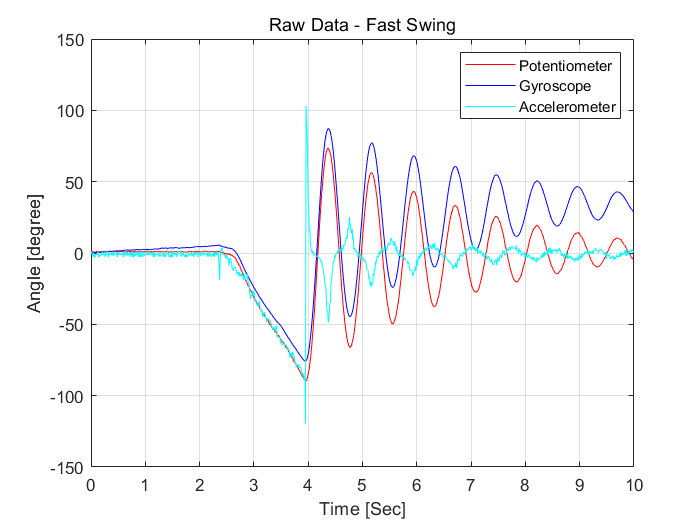 Raw Data - Fast Swing
150
100
50
0
-50
-100
-150
Angle [degree]
Potentiometer
Gyroscope
Accelerometer
0 1 2 3 4 5 6 7 8 9 10
Time [Sec]